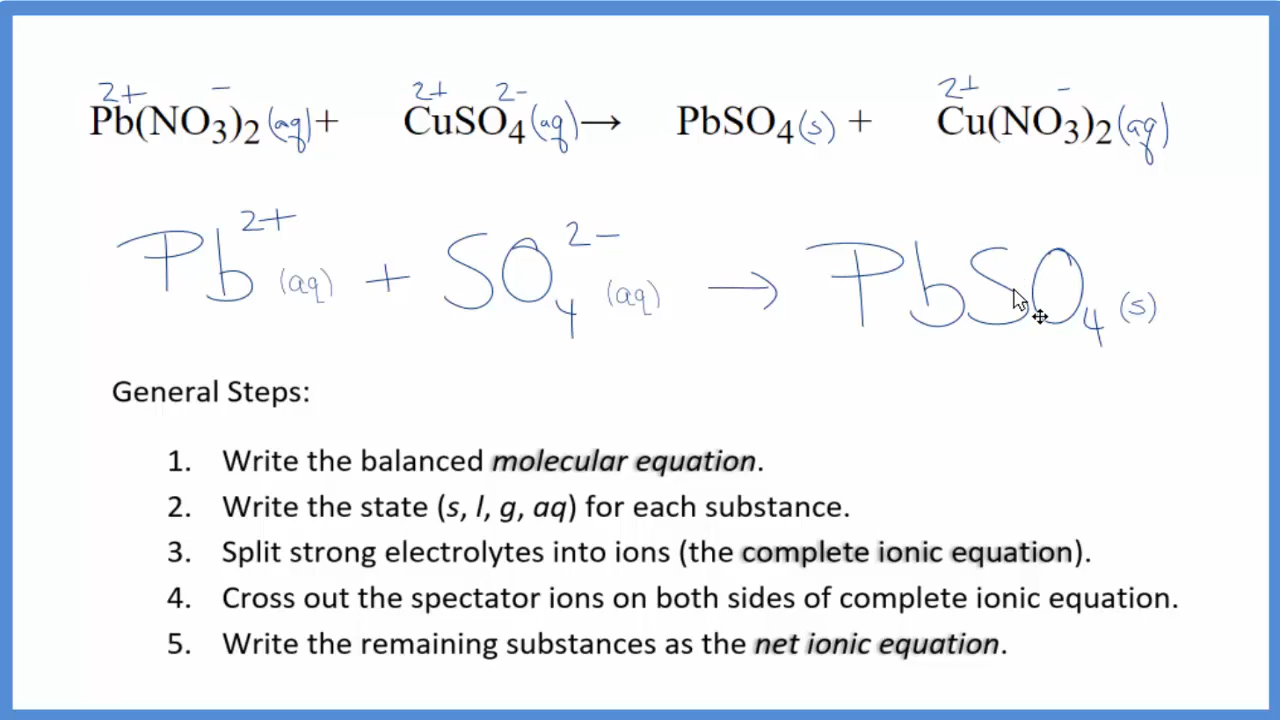 2+ − 2+ 2− 2+ −
Pb(NO3)2 (aq) + CuSO4 (aq) → PbSO4 (s) + Cu(NO3)2 (aq)
Pb2+ (aq) + SO4 2− (aq) → PbSO4 (s)
General Steps:
1. Write the balanced molecular equation.
2. Write the state (s, l, g, aq) for each substance.
3. Split strong electrolytes into ions (the complete ionic equation).
4. Cross out the spectator ions on both sides of complete ionic equation.
5. Write the remaining substances as the net ionic equation.